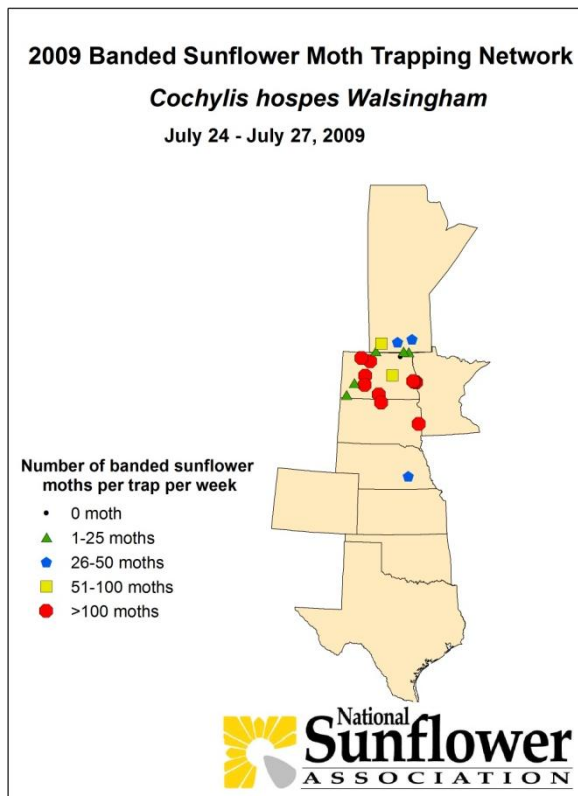 2009 Banded Sunflower Moth Trapping Network
Cochylis hospes Walsingham
July 24 - July 27, 2009
Number of banded sunflower
moths per trap per week
0 moth
1-25 moths
26-50 moths
51-100 moths
>100 moths
National
Sunflower
ASSOCIATION